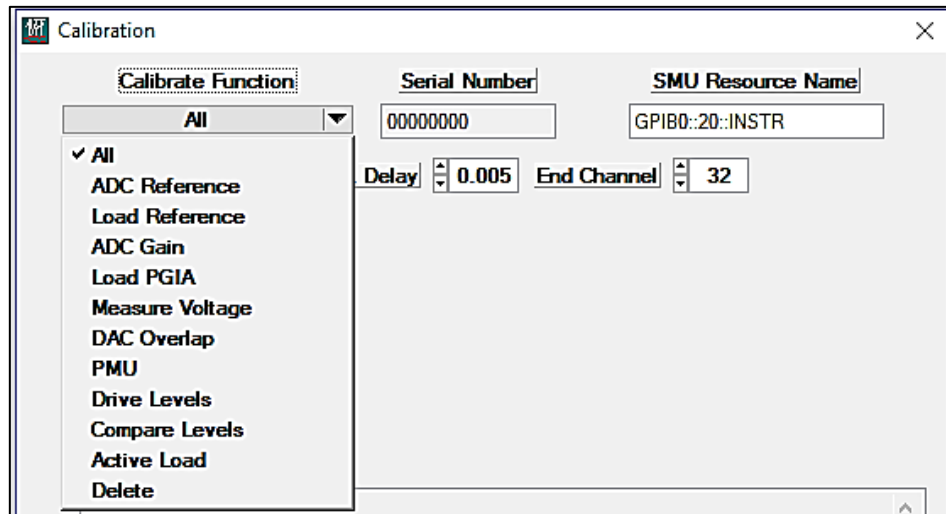 Calibration
Calibrate Function Serial Number SMU Resource Name
All 00000000 GPIB0::20::INSTR
All
ADC Reference
Delay 0.005 End Channel 32
Load Reference
ADC Gain
Load PGIA
Measure Voltage
DAC Overlap
PMU
Drive Levels
Compare Levels
Active Load
Delete